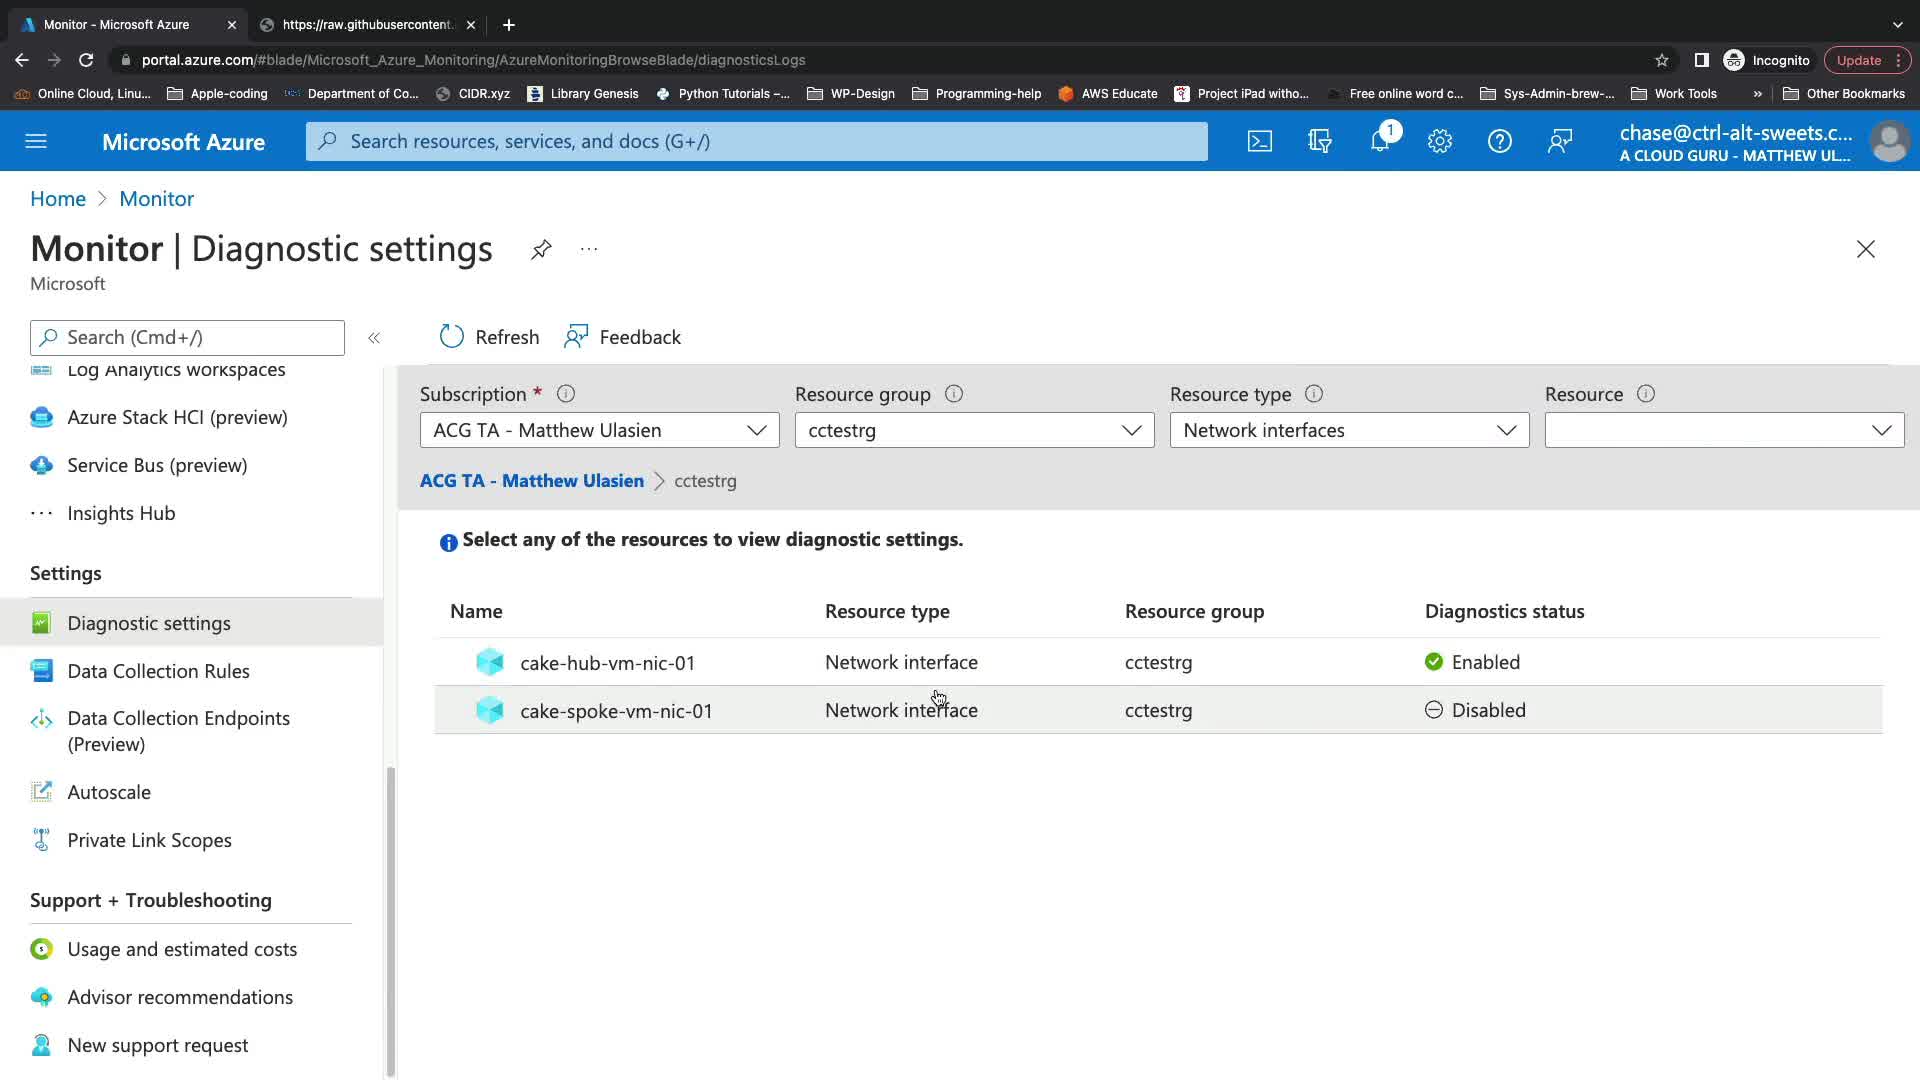 Monitor - Microsoft Azure
https://raw.githubusercontent.
portal.azure.com/#blade/Microsoft_Azure_Monitoring/AzureMonitoringBrowseBlade/diagnosticsLogs
Incognito
Update
Online Cloud, Linu...
Apple-coding
Department of Co...
CIDR.xyz
Library Genesis
Python Tutorials –...
WP-Design
Programming-help
AWS Educate
Project iPad witho...
Free online word c...
Sys-Admin-brew-...
Work Tools
»
Other Bookmarks
Microsoft Azure
Search resources, services, and docs (G+/)
1
chase@ctrl-alt-sweets.c...
A CLOUD GURU - MATTHEW UL...
Home > Monitor
Monitor | Diagnostic settings
...
Microsoft
Search (Cmd+/)
«
Refresh
Feedback
Log Analytics workspaces
Azure Stack HCI (preview)
Service Bus (preview)
Insights Hub
Settings
Diagnostic settings
Data Collection Rules
Data Collection Endpoints
(Preview)
Autoscale
Private Link Scopes
Support + Troubleshooting
Usage and estimated costs
Advisor recommendations
New support request
Subscription *
Resource group
Resource type
Resource
ACG TA - Matthew Ulasien
cctestrg
Network interfaces
ACG TA - Matthew Ulasien > cctestrg
Select any of the resources to view diagnostic settings.
Name Resource type Resource group Diagnostics status
cake-hub-vm-nic-01 Network interface cctestrg Enabled
cake-spoke-vm-nic-01 Network interface cctestrg Disabled